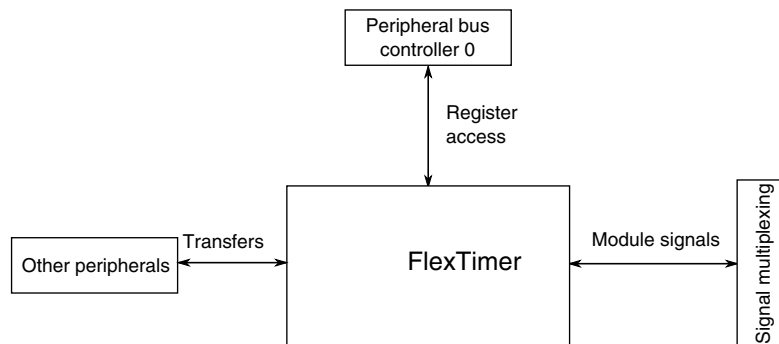 Peripheral bus
controller 0
Register
access
Transfers
Other peripherals
FlexTimer
Module signals
Signal multiplexing